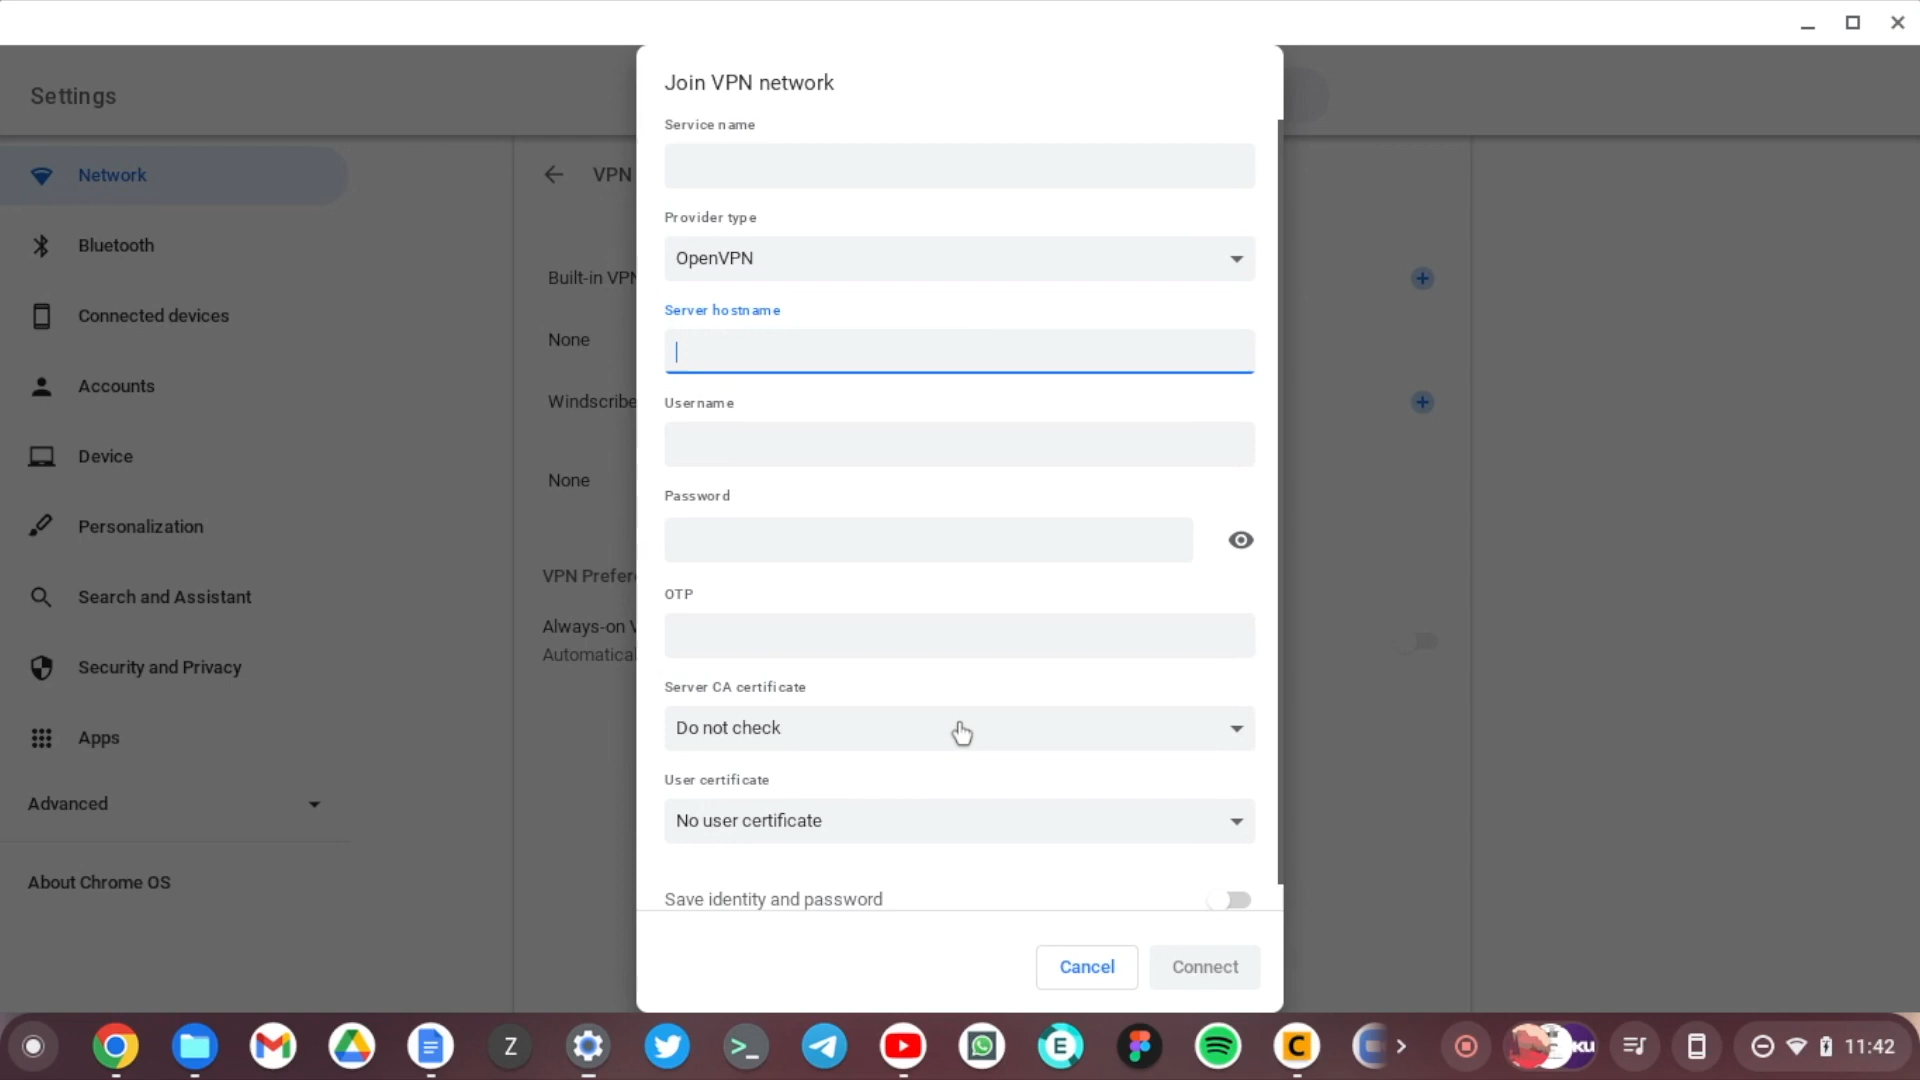 Settings
Network
Bluetooth
Connected devices
Accounts
Device
Personalization
Search and Assistant
Security and Privacy
Apps
Advanced
About Chrome OS
VPN
Built-in VPN
None
Windscribe
None
VPN Prefer
Always-on V
Automatical
Join VPN network
Service name
Provider type
OpenVPN
Server hostname
Username
Password
OTP
Server CA certificate
Do not check
User certificate
No user certificate
Save identity and password
Cancel
Connect
Z
>_
E
C
KU
11:42